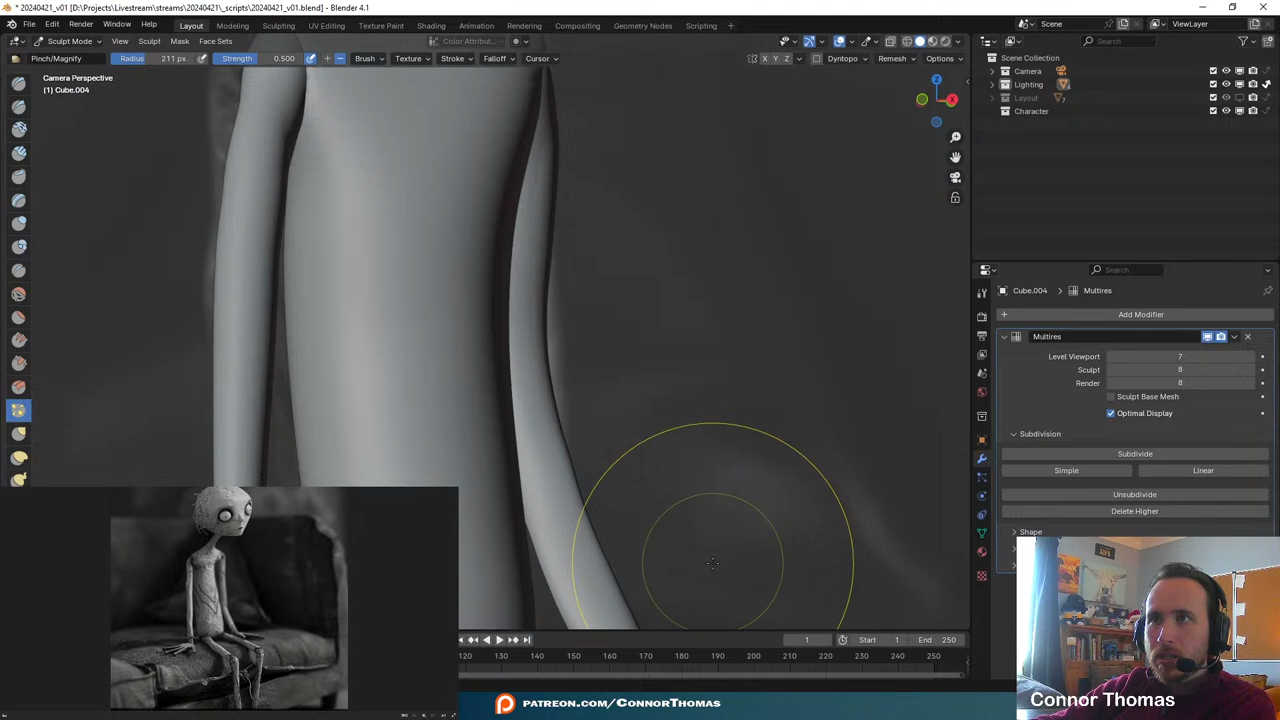 * 20240421_v01 [D:\Projects\Livestream\streams\20240421\_scripts\20240421_v01.blend] - Blender 4.1
File Edit Render Window Help Layout Modeling Sculpting UV Editing Texture Paint Shading Animation Rendering Compositing Geometry Nodes Scripting + Scene ViewLayer
Sculpt Mode View Sculpt Mask Face Sets Color Attribut... Search
Pinch/Magnify Radius 211 px Strength 0.500 Brush Texture Stroke Falloff Cursor X Y Z Dyntopo Remesh Options
Scene Collection
Camera
Lighting
Layout
Character
Camera Perspective
(1) Cube.004
Z
X
Search
Cube.004 > Multires
Add Modifier
Multires
Level Viewport 7
Sculpt 8
Render 8
Sculpt Base Mesh
Optimal Display
Subdivision
Subdivide
Simple Linear
Unsubdivide
Delete Higher
Shape
1 Start 1 End 250
120 130 140 150 160 170 180 190 200 210 220 230 240 250
PATREON.COM/CONNORTHOMAS
Connor Thomas